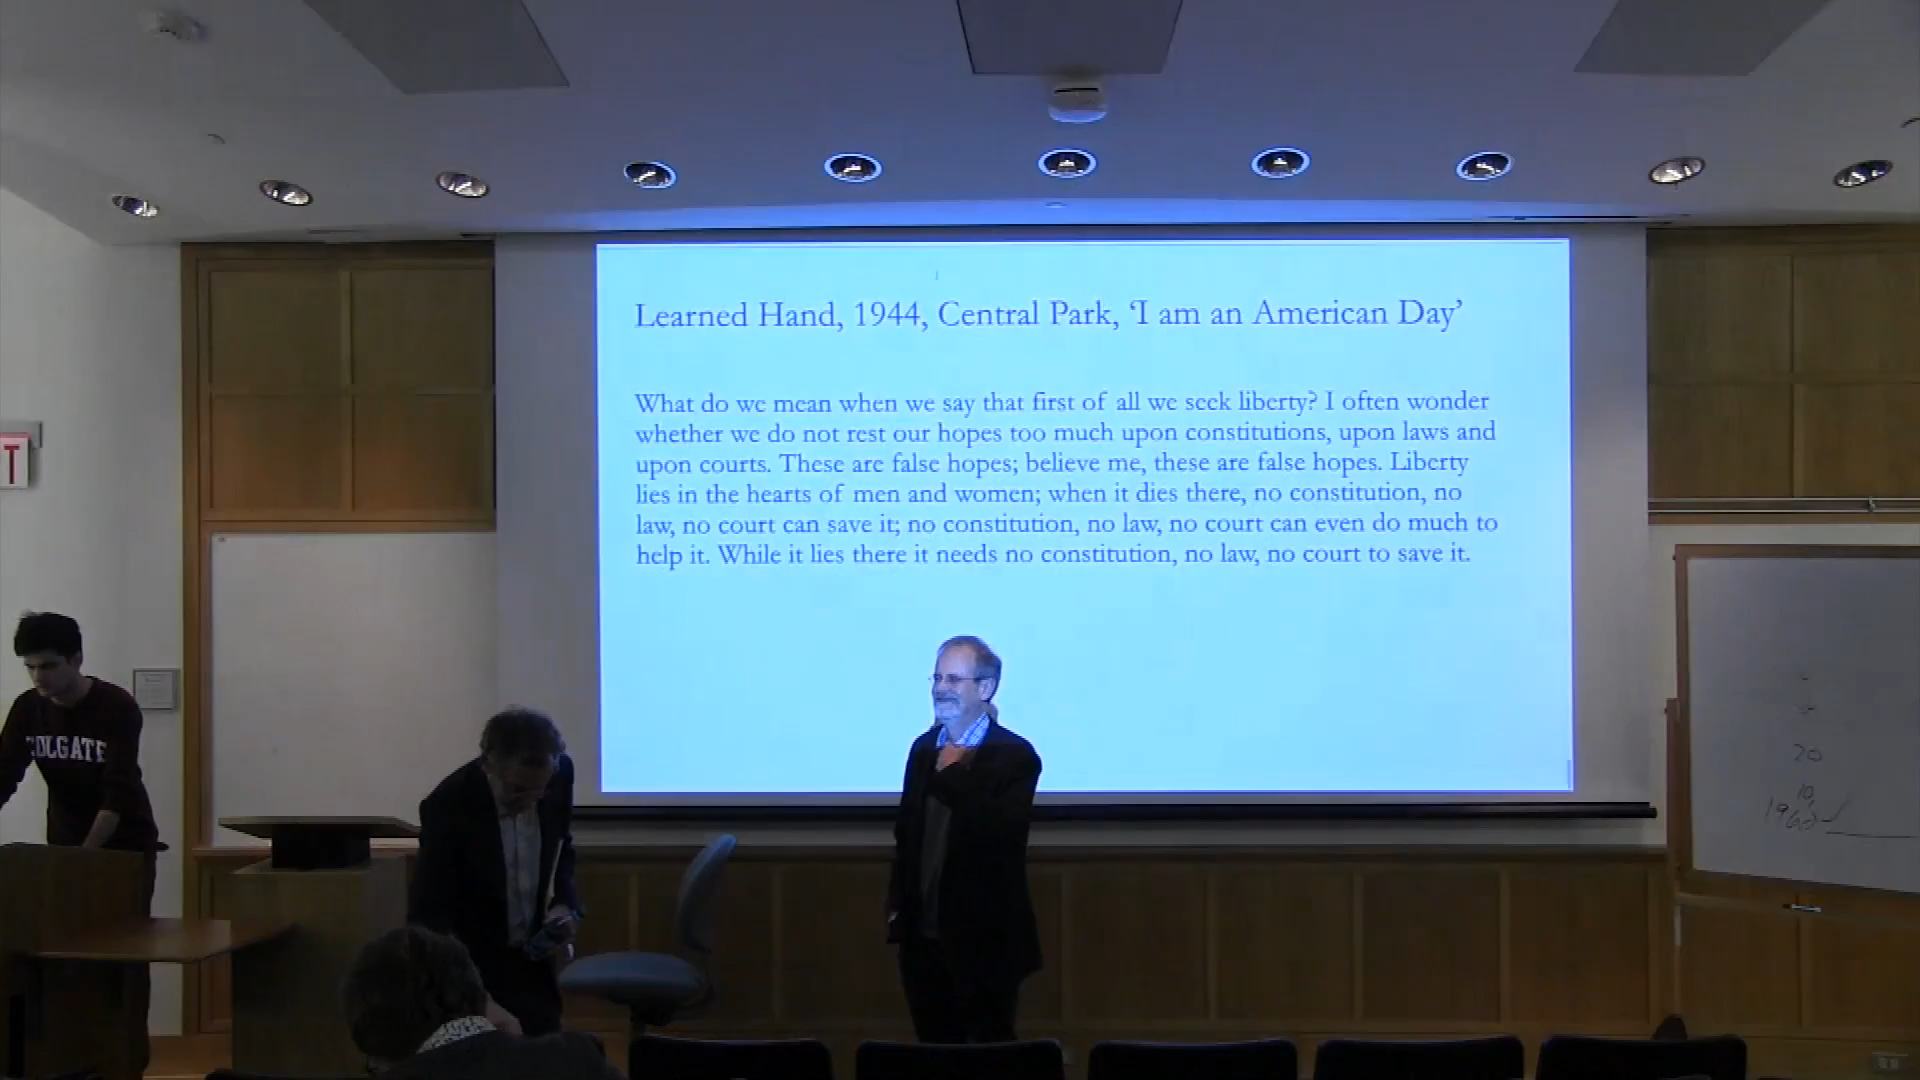 Learned Hand, 1944, Central Park, ‘I am an American Day’
What do we mean when we say that first of all we seek liberty? I often wonder
whether we do not rest our hopes too much upon constitutions, upon laws and
upon courts. These are false hopes; believe me, these are false hopes. Liberty
lies in the hearts of men and women; when it dies there, no constitution, no
law, no court can save it; no constitution, no law, no court can even do much to
help it. While it lies there it needs no constitution, no law, no court to save it.
T
COLGATE
20
10
1960